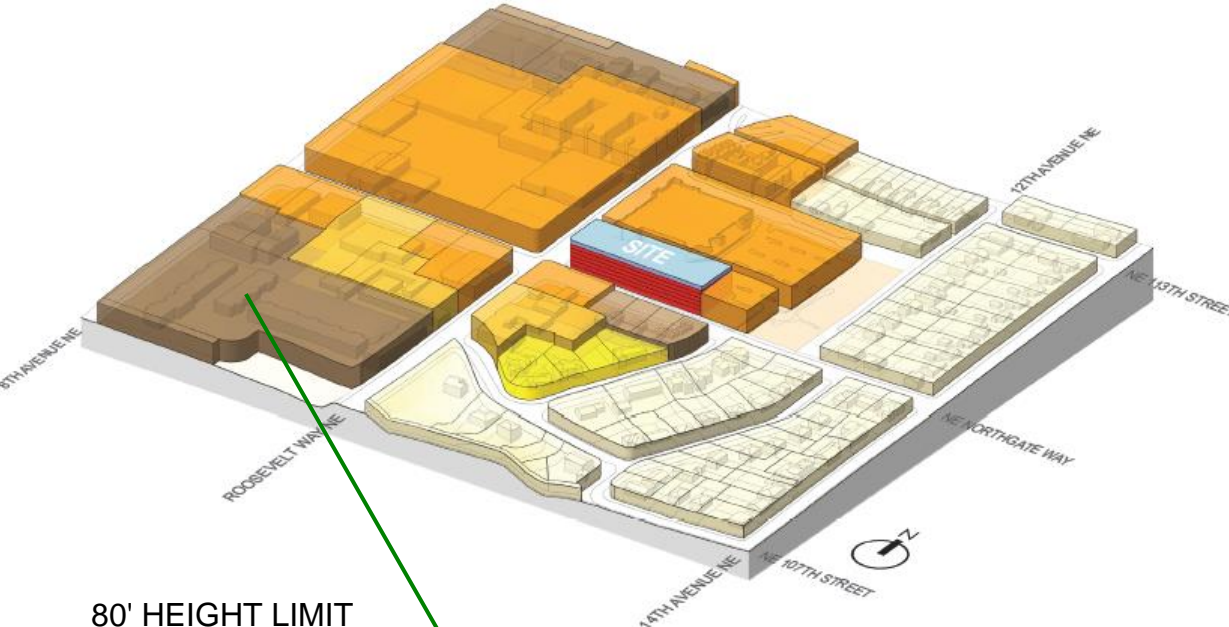 12TH AVENUE NE
SITE
NE 113TH STREE
8TH AVENUE NE
ROOSEVELT WAY NE
NE NORTHGATE WAY
Z
14TH AVENUE NE
NE 107TH STREET
80' HEIGHT LIMIT